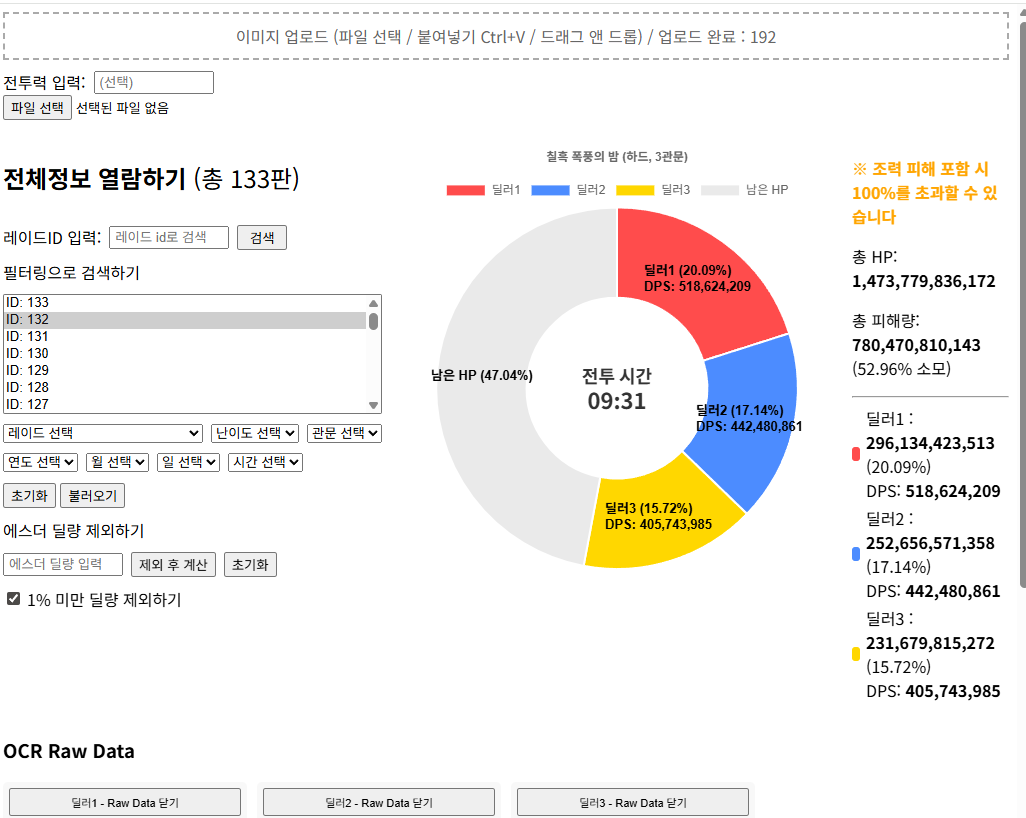 이미지 업로드 (파일 선택 / 붙여넣기 Ctrl+V / 드래그 앤 드롭) / 업로드 완료 : 192
전투력 입력: (선택)
파일 선택 선택된 파일 없음
전체정보 열람하기 (총 133판)
레이드ID 입력: 레이드 id로 검색 검색
필터링으로 검색하기
ID: 133
ID: 132
ID: 131
ID: 130
ID: 129
ID: 128
ID: 127
레이드 선택 난이도 선택 관문 선택
연도 선택 월 선택 일 선택 시간 선택
초기화 불러오기
에스더 딜량 제외하기
에스더 딜량 입력 제외 후 계산 초기화
1% 미만 딜량 제외하기
칠흑 폭풍의 밤 (하드, 3관문)
딜러1 딜러2 딜러3 남은 HP
딜러1 (20.09%)
DPS: 518,624,209
남은 HP (47.04%)
전투 시간
09:31
딜러2 (17.14%)
DPS: 442,480,861
딜러3 (15.72%)
DPS: 405,743,985
※ 조력 피해 포함 시
100%를 초과할 수 있
습니다
총 HP:
1,473,779,836,172
총 피해량:
780,470,810,143
(52.96% 소모)
딜러1 :
296,134,423,513
(20.09%)
DPS: 518,624,209
딜러2 :
252,656,571,358
(17.14%)
DPS: 442,480,861
딜러3 :
231,679,815,272
(15.72%)
DPS: 405,743,985
OCR Raw Data
딜러1 - Raw Data 닫기 딜러2 - Raw Data 닫기 딜러3 - Raw Data 닫기